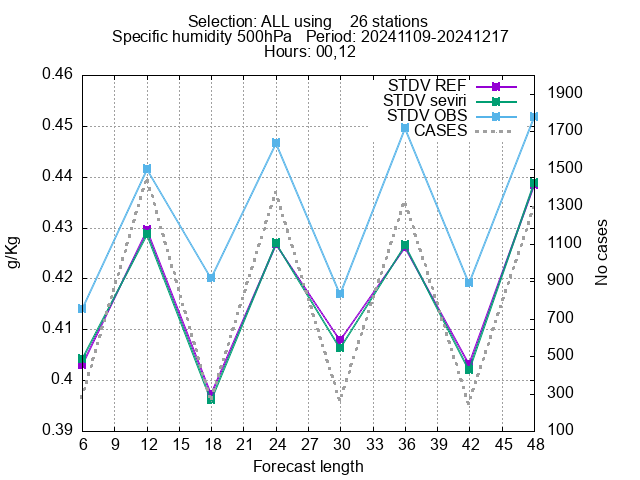 Selection: ALL using    26 stations
Specific humidity 500hPa   Period: 20241109-20241217
Hours: 00,12
STDV REF
STDV seviri
STDV OBS
CASES
g/Kg
0.46
0.45
0.44
0.43
0.42
0.41
0.4
0.39
1900
1700
1500
1300
1100
900
700
500
300
100
No cases
6 9 12 15 18 21 24 27 30 33 36 39 42 45 48
Forecast length